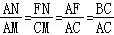 AN/AM = FN/CM = AF/AC = BC/AC